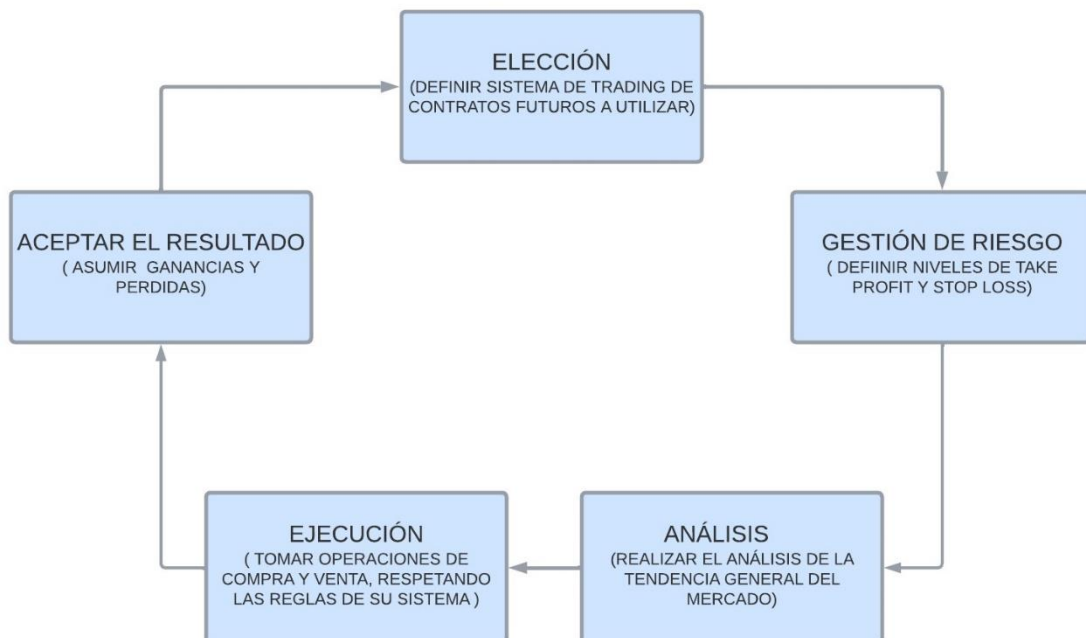 ELECCIÓN
(DEFINIR SISTEMA DE TRADING DE
CONTRATOS FUTUROS A UTILIZAR)
GESTIÓN DE RIESGO
( DEFIINIR NIVELES DE TAKE
PROFIT Y STOP LOSS)
ANÁLISIS
(REALIZAR EL ANÁLISIS DE LA
TENDENCIA GENERAL DEL
MERCADO)
EJECUCIÓN
( TOMAR OPERACIONES DE
COMPRA Y VENTA, RESPETANDO
LAS REGLAS DE SU SISTEMA )
ACEPTAR EL RESULTADO
( ASUMIR  GANANCIAS Y
PERDIDAS)